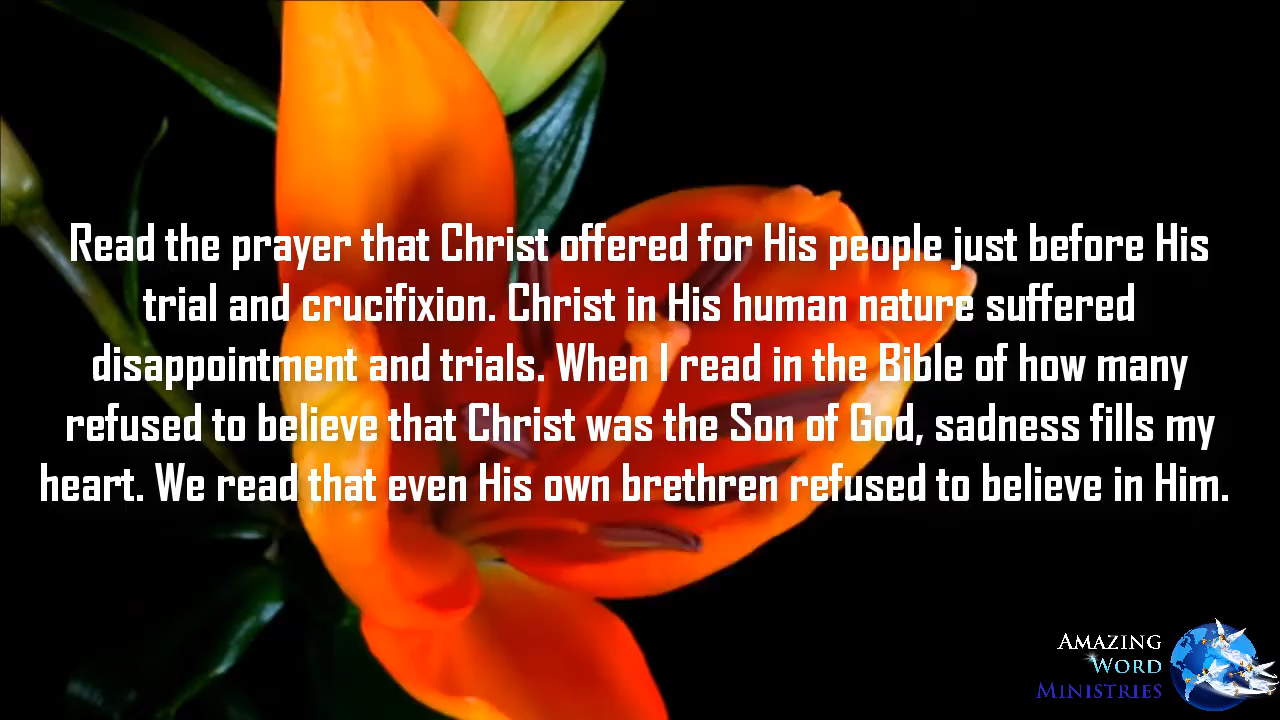 Read the prayer that Christ offered for His people just before His
trial and crucifixion. Christ in His human nature suffered
disappointment and trials. When I read in the Bible of how many
refused to believe that Christ was the Son of God, sadness fills my
heart. We read that even His own brethren refused to believe in Him.
Amazing
Word
Ministries